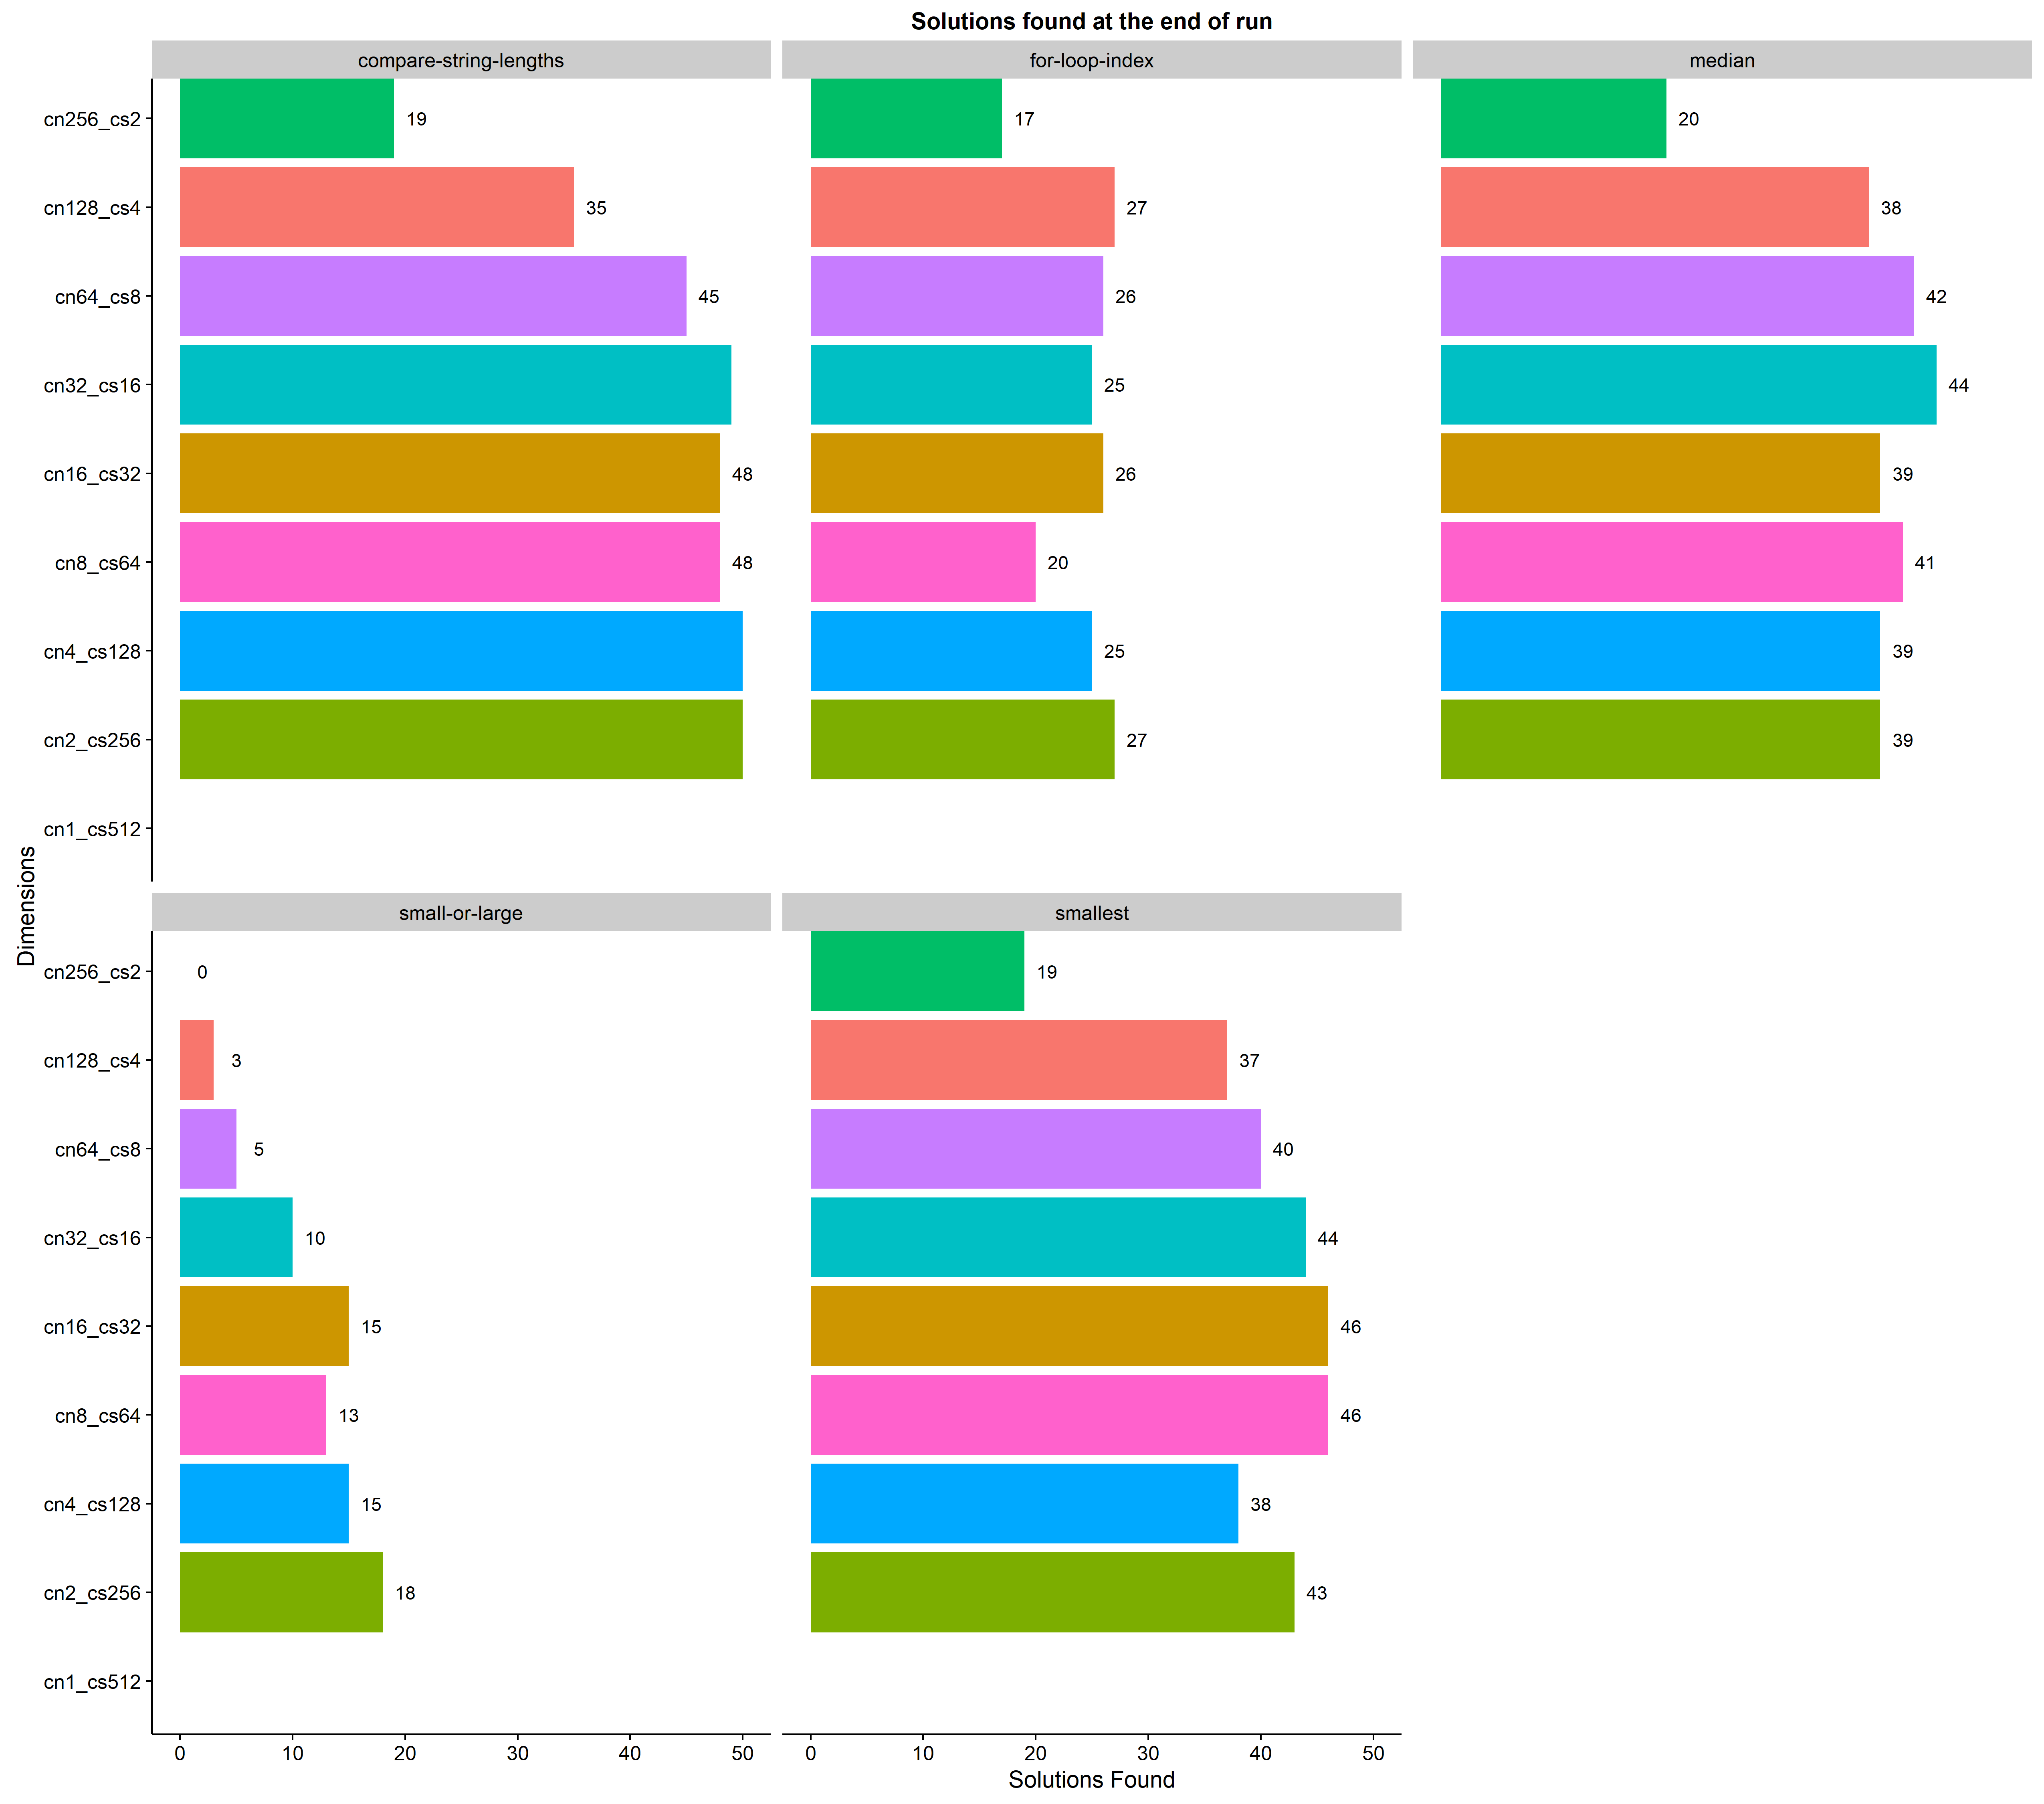 Solutions found at the end of run
compare-string-lengths
for-loop-index
median
cn256_cs2
19
17
20
cn128_cs4
35
27
38
cn64_cs8
45
26
42
cn32_cs16
25
44
cn16_cs32
48
26
39
cn8_cs64
48
20
41
cn4_cs128
25
39
cn2_cs256
27
39
cn1_cs512
Dimensions
small-or-large
smallest
cn256_cs2
0
19
cn128_cs4
3
37
cn64_cs8
5
40
cn32_cs16
10
44
cn16_cs32
15
46
cn8_cs64
13
46
cn4_cs128
15
38
cn2_cs256
18
43
cn1_cs512
0 10 20 30 40 50
0 10 20 30 40 50
Solutions Found